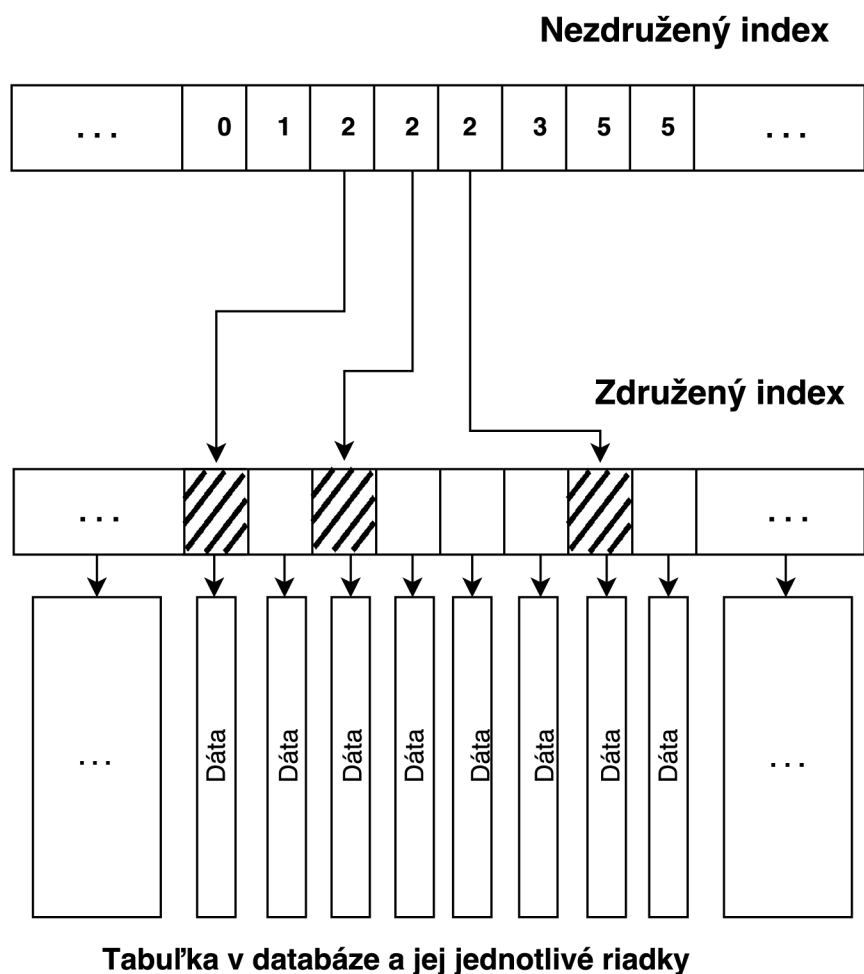 Nezdružený index
... 0 1 2 2 2 3 5 5 ...
Združený index
... ...
... Dáta Dáta Dáta Dáta Dáta Dáta Dáta Dáta ...
Tabuľka v databáze a jej jednotlivé riadky